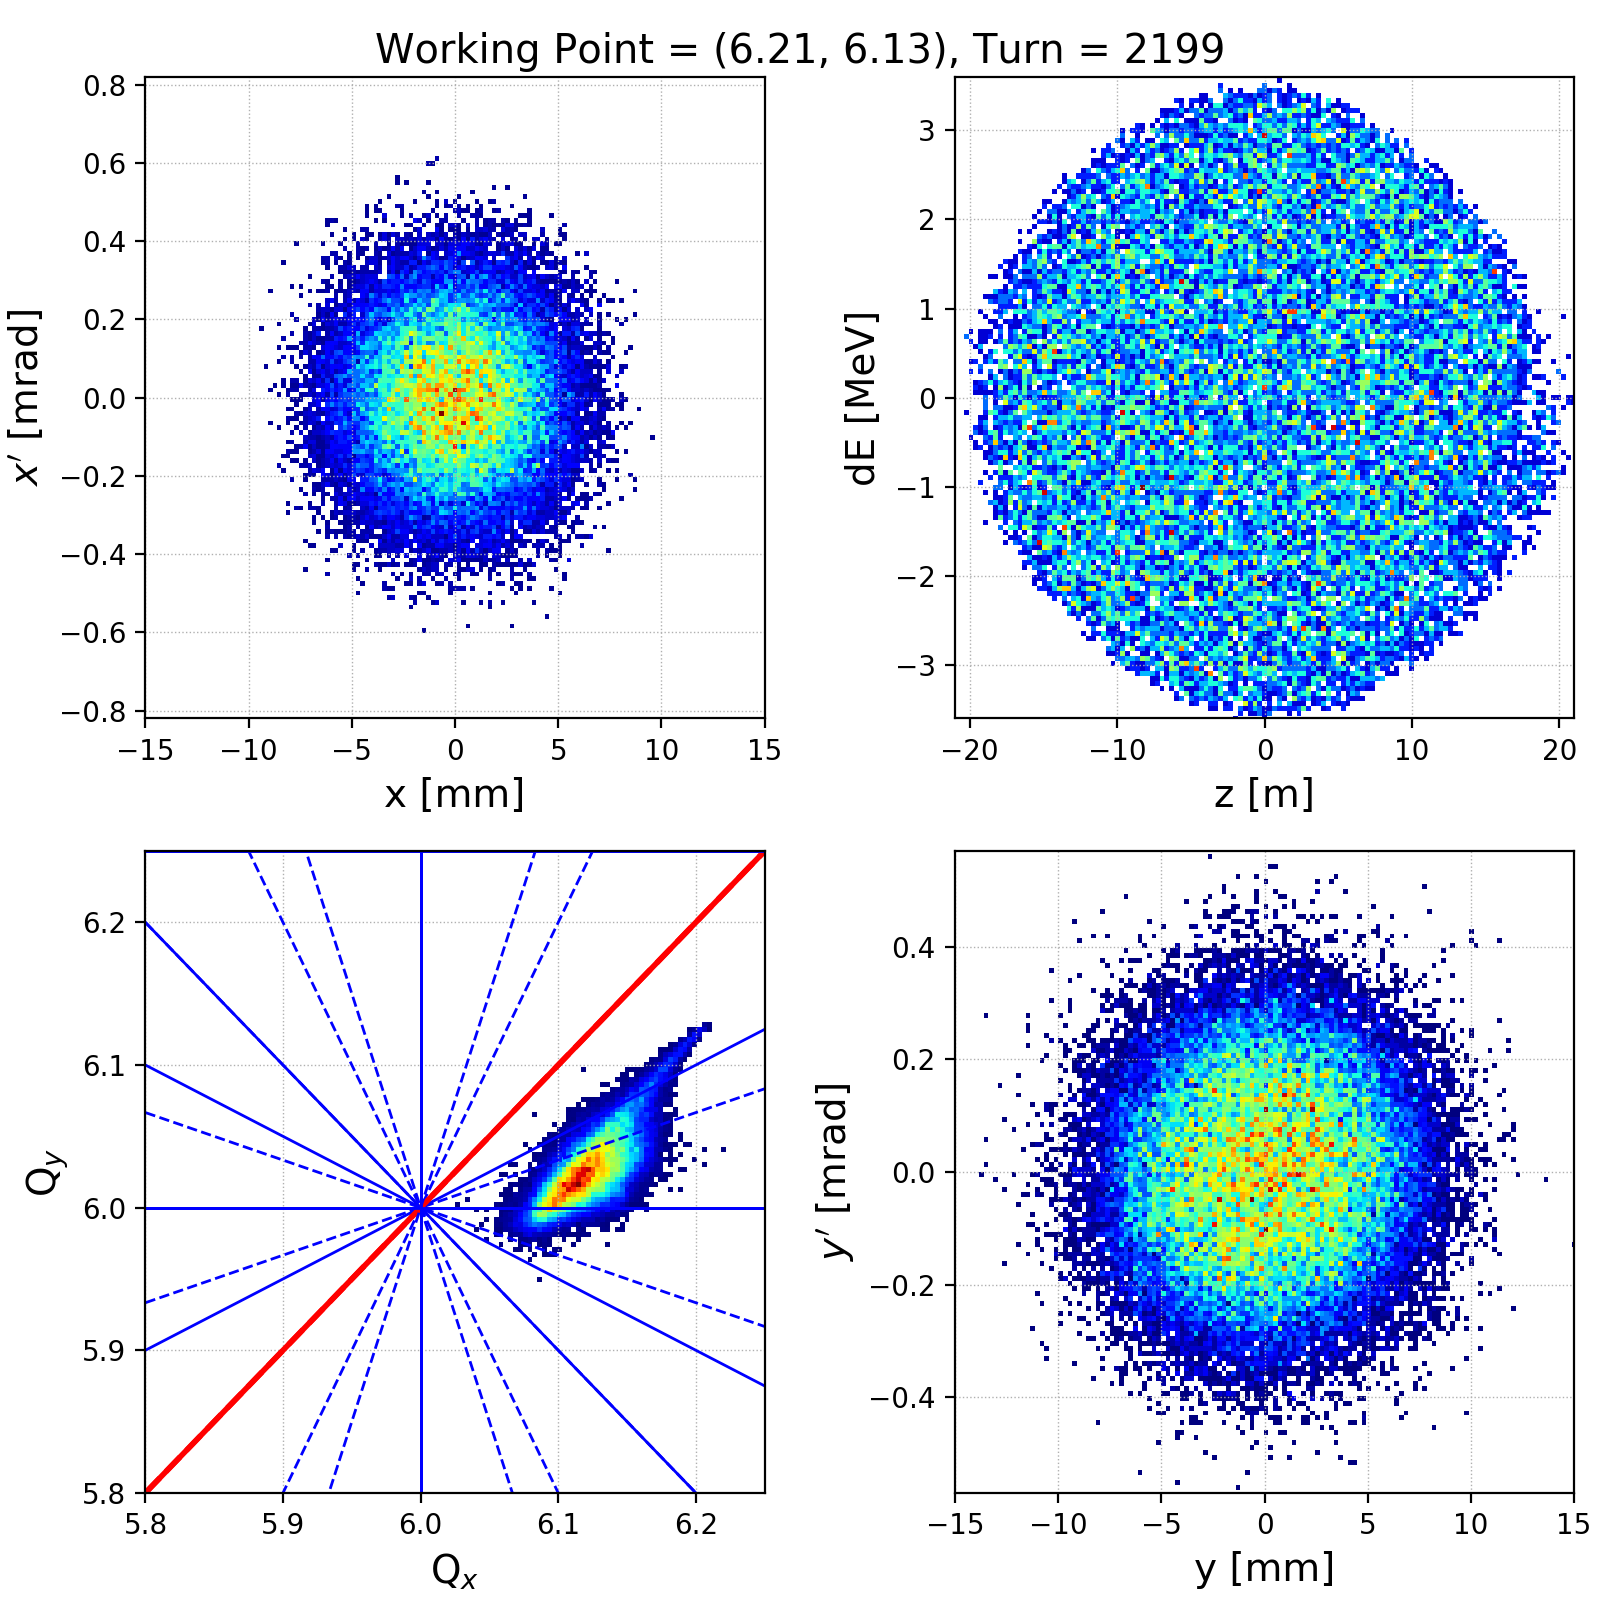 Working Point = (6.21, 6.13), Turn = 2199
0.8
0.6
0.4
0.2
0.0
−0.2
−0.4
−0.6
−0.8
x′ [mrad]
−15 −10 −5 0 5 10 15
x [mm]
3
2
1
0
−1
−2
−3
dE [MeV]
−20 −10 0 10 20
z [m]
6.2
6.1
6.0
5.9
5.8
Qy
5.8 5.9 6.0 6.1 6.2
Qx
0.4
0.2
0.0
−0.2
−0.4
y′ [mrad]
−15 −10 −5 0 5 10 15
y [mm]